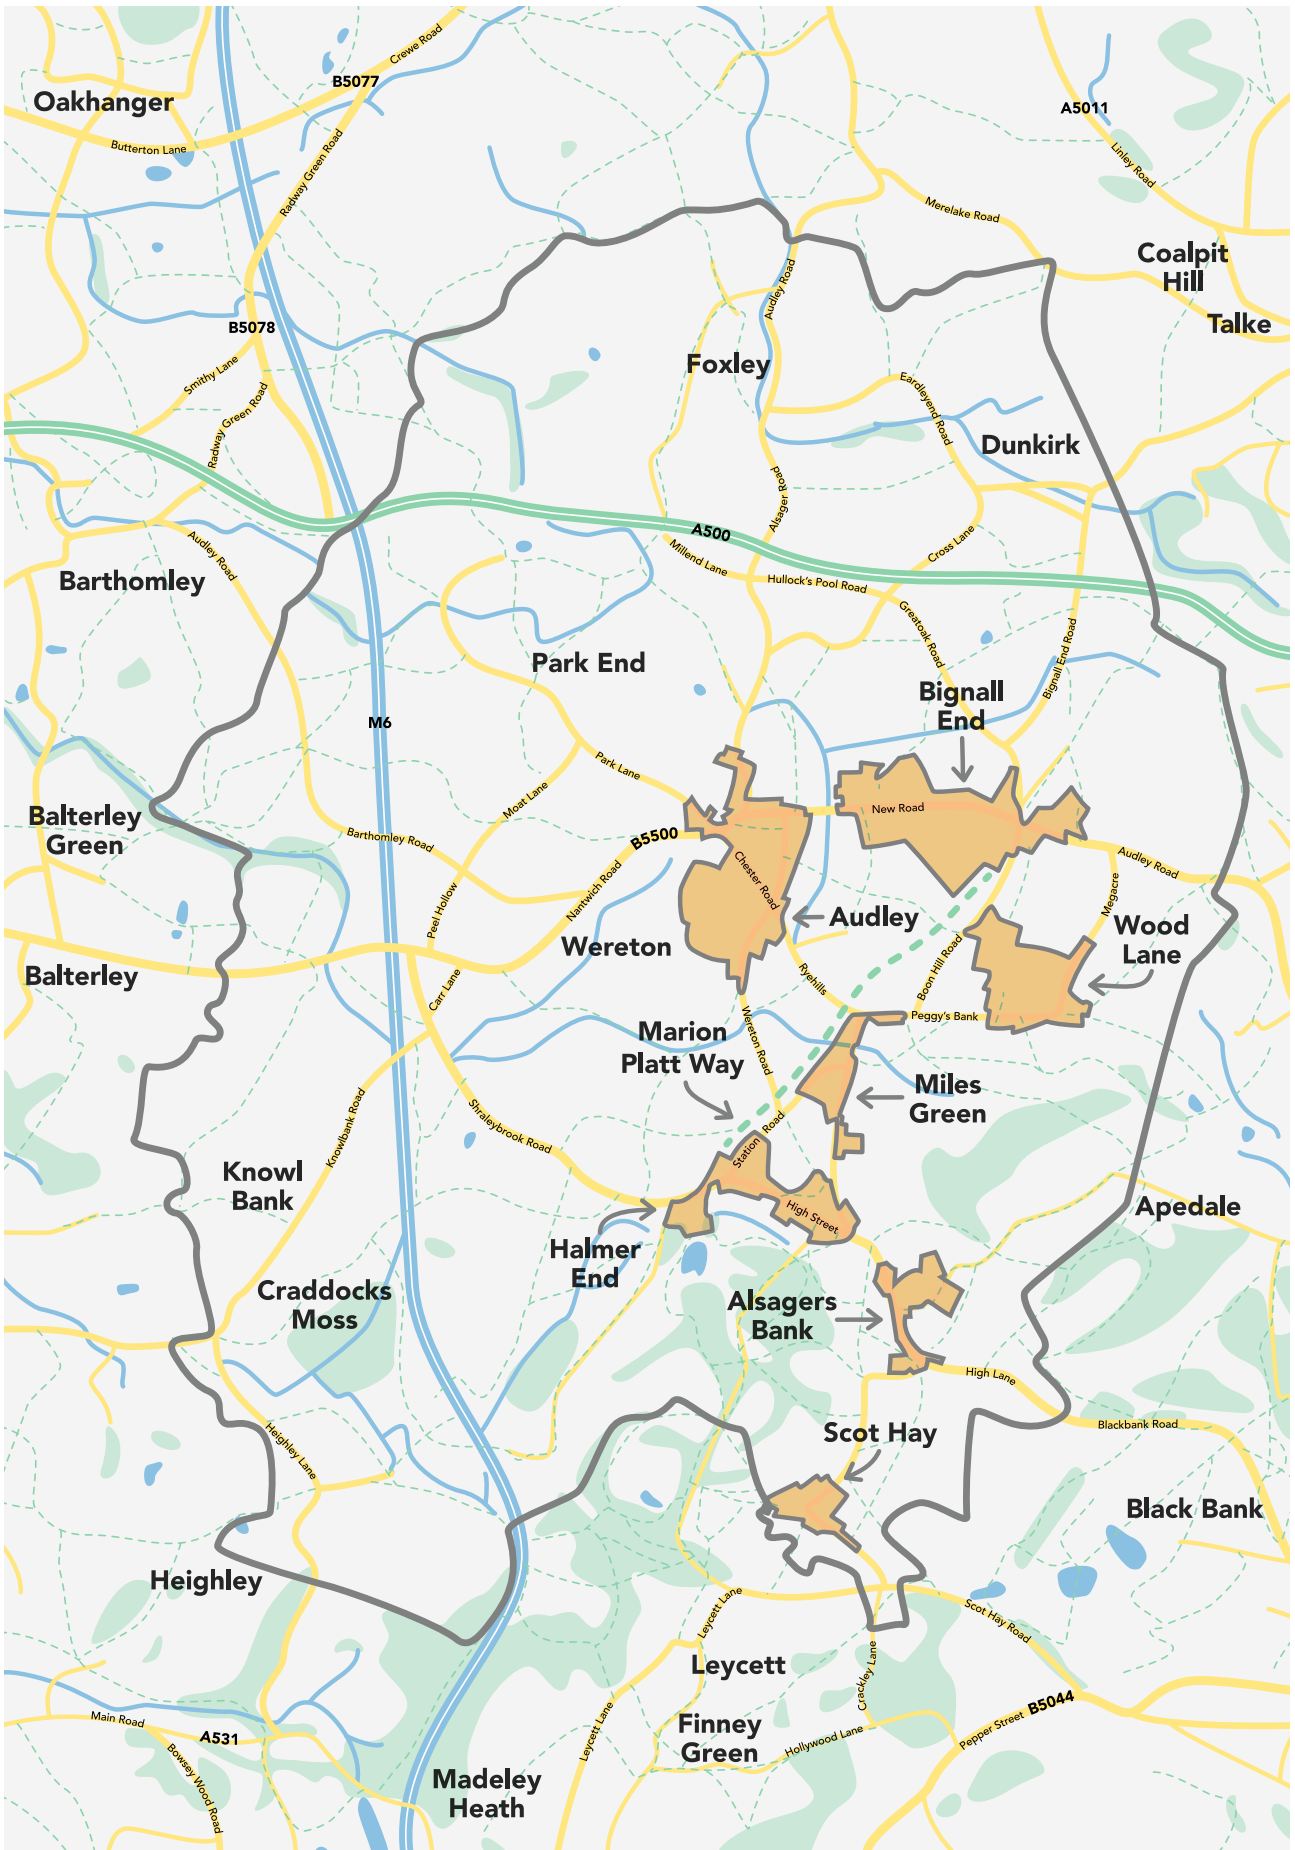 Crewe Road
B5077
Oakhanger
A5011
Butterton Lane
Linley Road
Radway Green Road
Merelake Road
Coalpit
Hill
Audley Road
B5078
Talke
Foxley
Smithy Lane
Eardleyend Road
Radway Green Road
Dunkirk
Alsager Road
A500
Cross Lane
Millend Lane
Audley Road
Barthomley
Hullock's Pool Road
Greatoak Road
Park End
Bignall End Road
Bignall
End
M6
Park Lane
Moat Lane
New Road
Balterley
Green
Barthomley Road
B5500
Audley Road
Chester Road
Nantwich Road
Megacre
Peel Hollow
Audley
Wood
Lane
Wereton
Boon Hill Road
Balterley
Ryehills
Carr Lane
Peggy's Bank
Marion
Platt Way
Wereton Road
Miles
Green
Shraleybrook Road
Knowlbank Road
Station
Road
Knowl
Bank
Apedale
High Street
Halmer
End
Craddocks
Moss
Alsagers
Bank
High Lane
Blackbank Road
Scot Hay
Heighley Lane
Black Bank
Heighley
Leycett Lane
Scot Hay Road
Leycett
Crackley Lane
B5044
Pepper Street
Main Road
A531
Finney
Green
Leycett Lane
Hollywood Lane
Bowsey Wood Road
Madeley
Heath